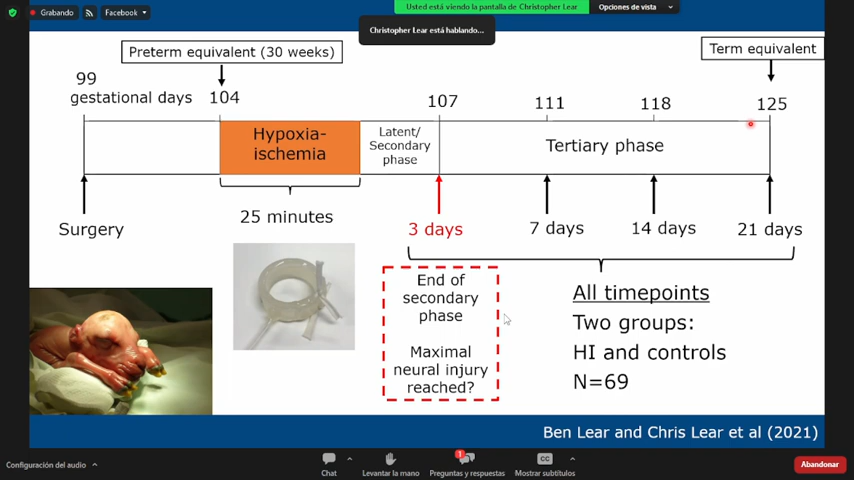 Grabando
Facebook
Usted está viendo la pantalla de Christopher Lear
Opciones de vista
Christopher Lear está hablando...
Preterm equivalent (30 weeks)
Term equivalent
99
gestational days
104
107
111
118
125
Hypoxia-
ischemia
Latent/
Secondary
phase
Tertiary phase
25 minutes
Surgery
3 days
7 days
14 days
21 days
End of
secondary
phase
Maximal
neural injury
reached?
All timepoints
Two groups:
HI and controls
N=69
Ben Lear and Chris Lear et al (2021)
Configuración del audio
Chat
Levantar la mano
1
Preguntas y respuestas
CC
Mostrar subtítulos
Abandonar